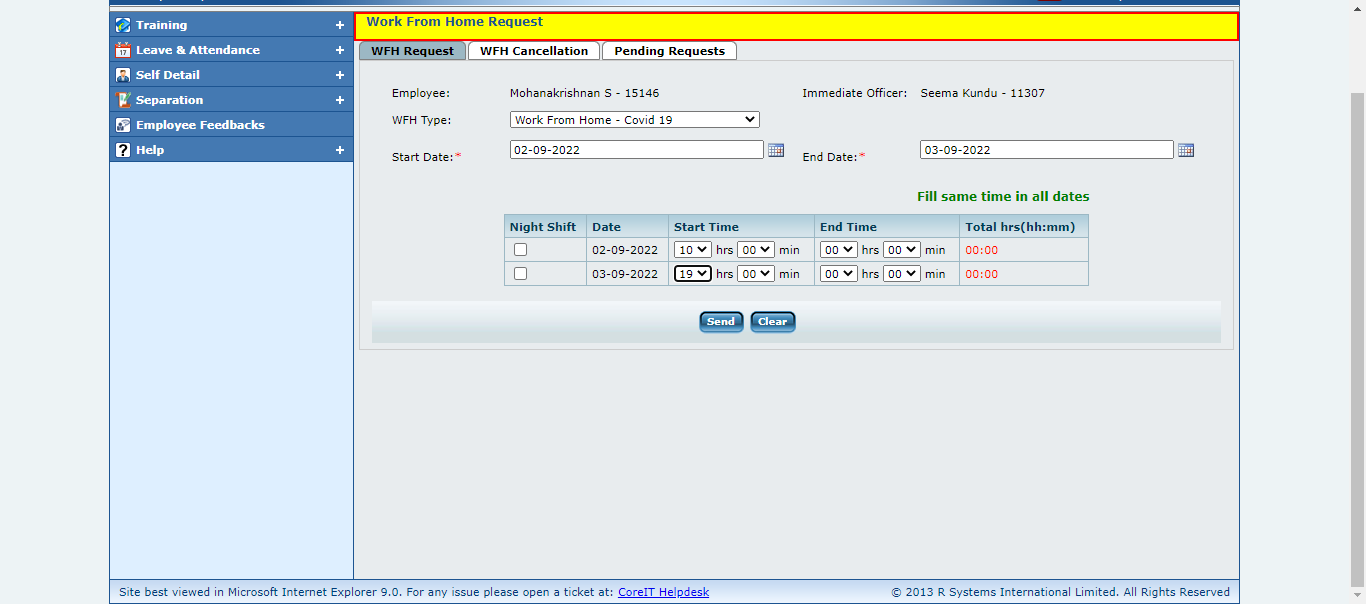 Training +
Leave & Attendance +
Self Detail +
Separation +
Employee Feedbacks
Help +
Work From Home Request
WFH Request WFH Cancellation Pending Requests
Employee: Mohanakrishnan S - 15146 Immediate Officer: Seema Kundu - 11307
WFH Type: Work From Home - Covid 19
Start Date:* 02-09-2022 End Date:* 03-09-2022
Fill same time in all dates
Night Shift Date Start Time End Time Total hrs(hh:mm)
02-09-2022 10 hrs 00 min 00 hrs 00 min 00:00
03-09-2022 19 hrs 00 min 00 hrs 00 min 00:00
Send Clear
Site best viewed in Microsoft Internet Explorer 9.0. For any issue please open a ticket at: CoreIT Helpdesk © 2013 R Systems International Limited. All Rights Reserved